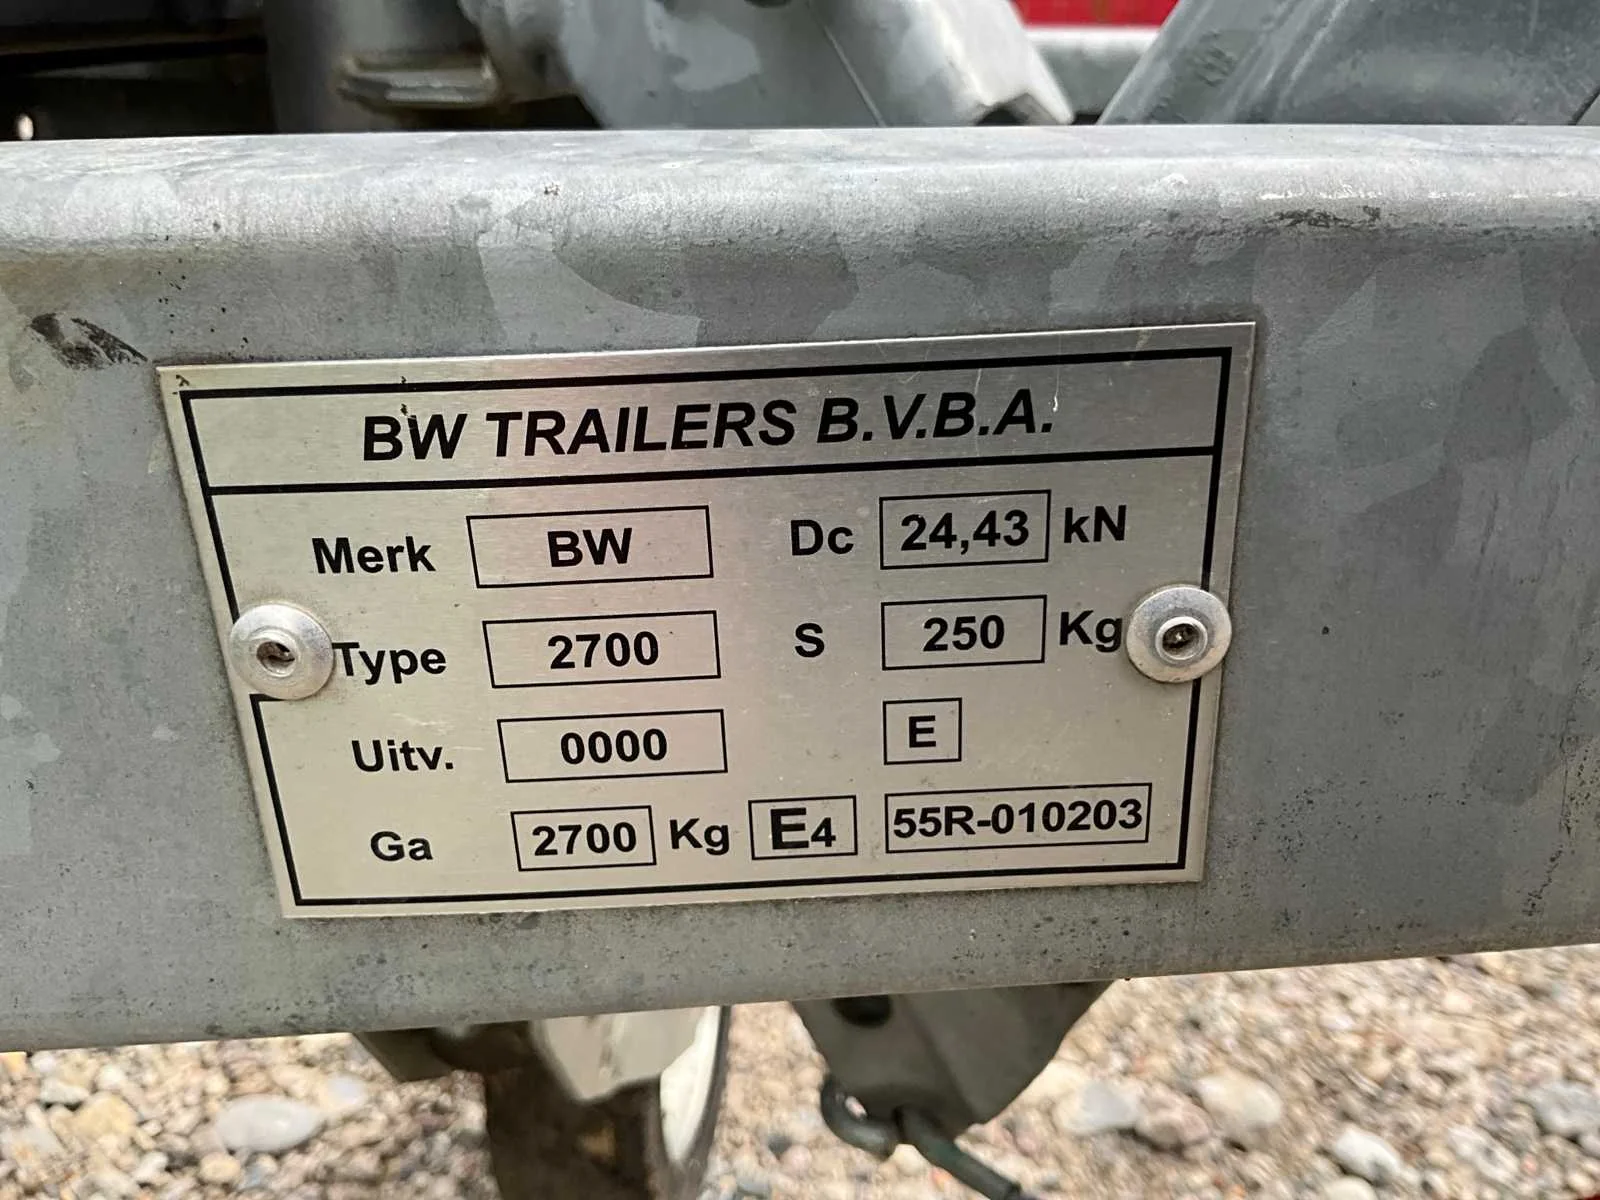 BW TRAILERS B.V.B.A.
Merk BW Dc 24,43 kN
Type 2700 S 250 Kg
Uitv. 0000 E
Ga 2700 Kg E4 55R-010203